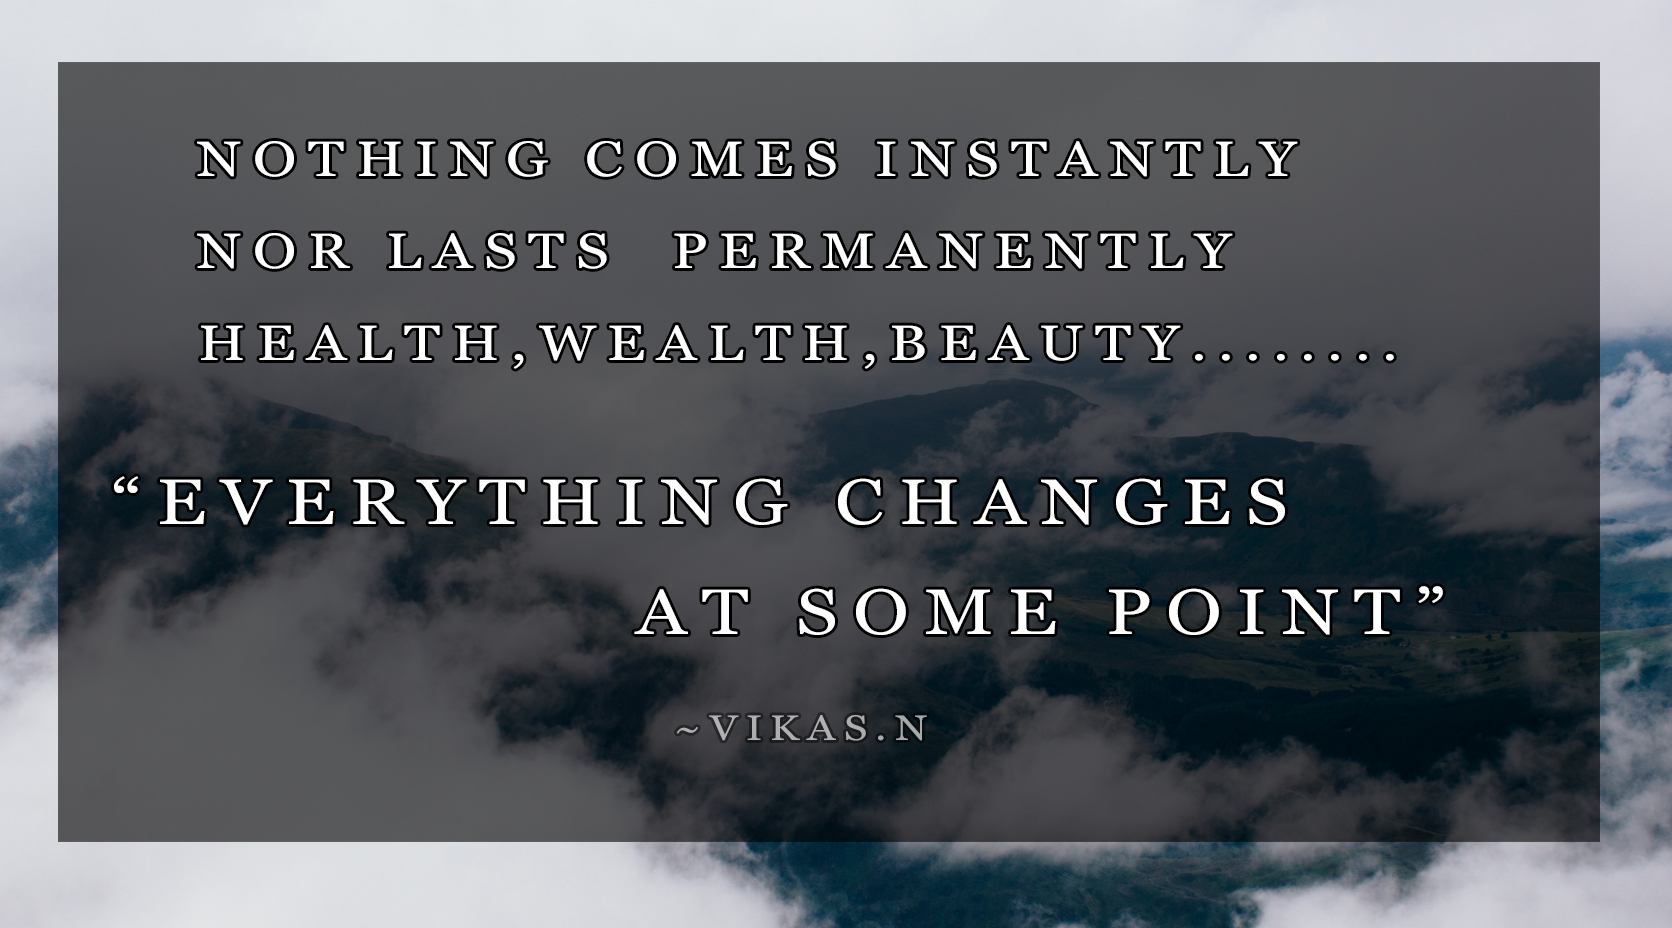 NOTHING COMES INSTANTLY
NOR LASTS PERMANENTLY
HEALTH,WEALTH,BEAUTY........
“EVERYTHING CHANGES
AT SOME POINT”
~VIKAS.N